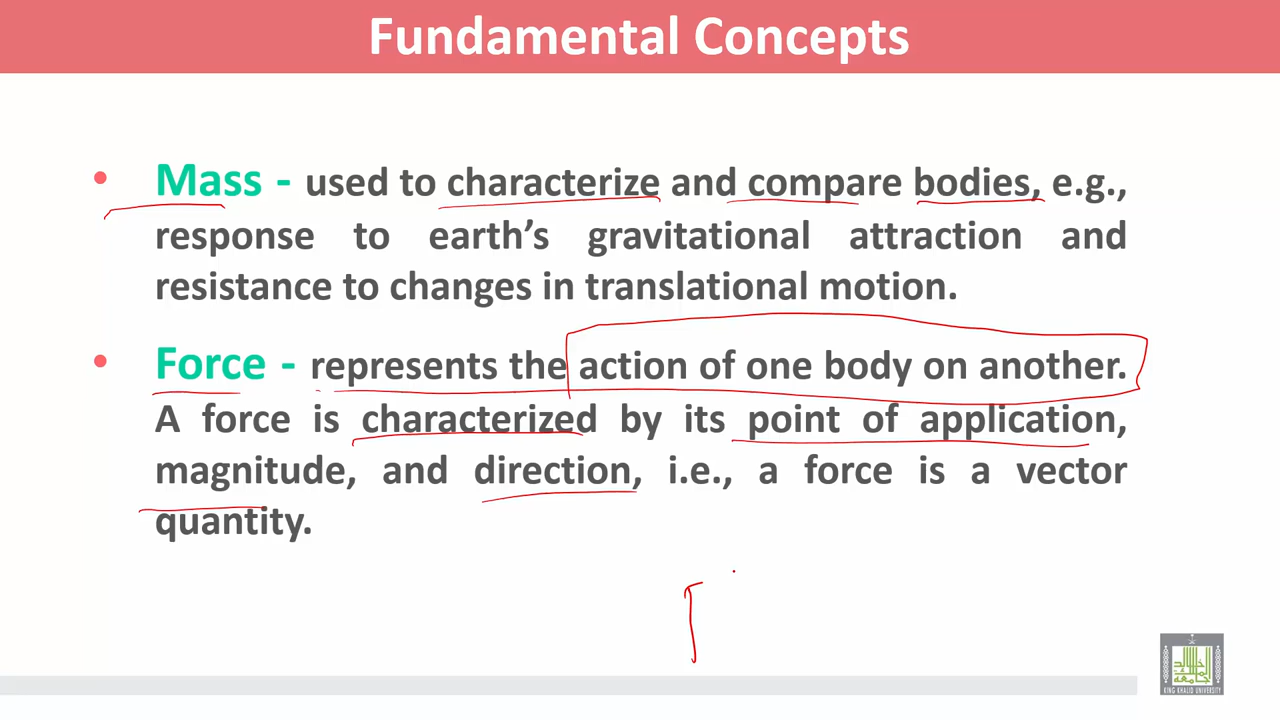 Fundamental Concepts
• Mass - used to characterize and compare bodies, e.g.,
response to earth's gravitational attraction and
resistance to changes in translational motion.
• Force - represents the action of one body on another.
A force is characterized by its point of application,
magnitude, and direction, i.e., a force is a vector
quantity.
KING KHALID UNIVERSITY